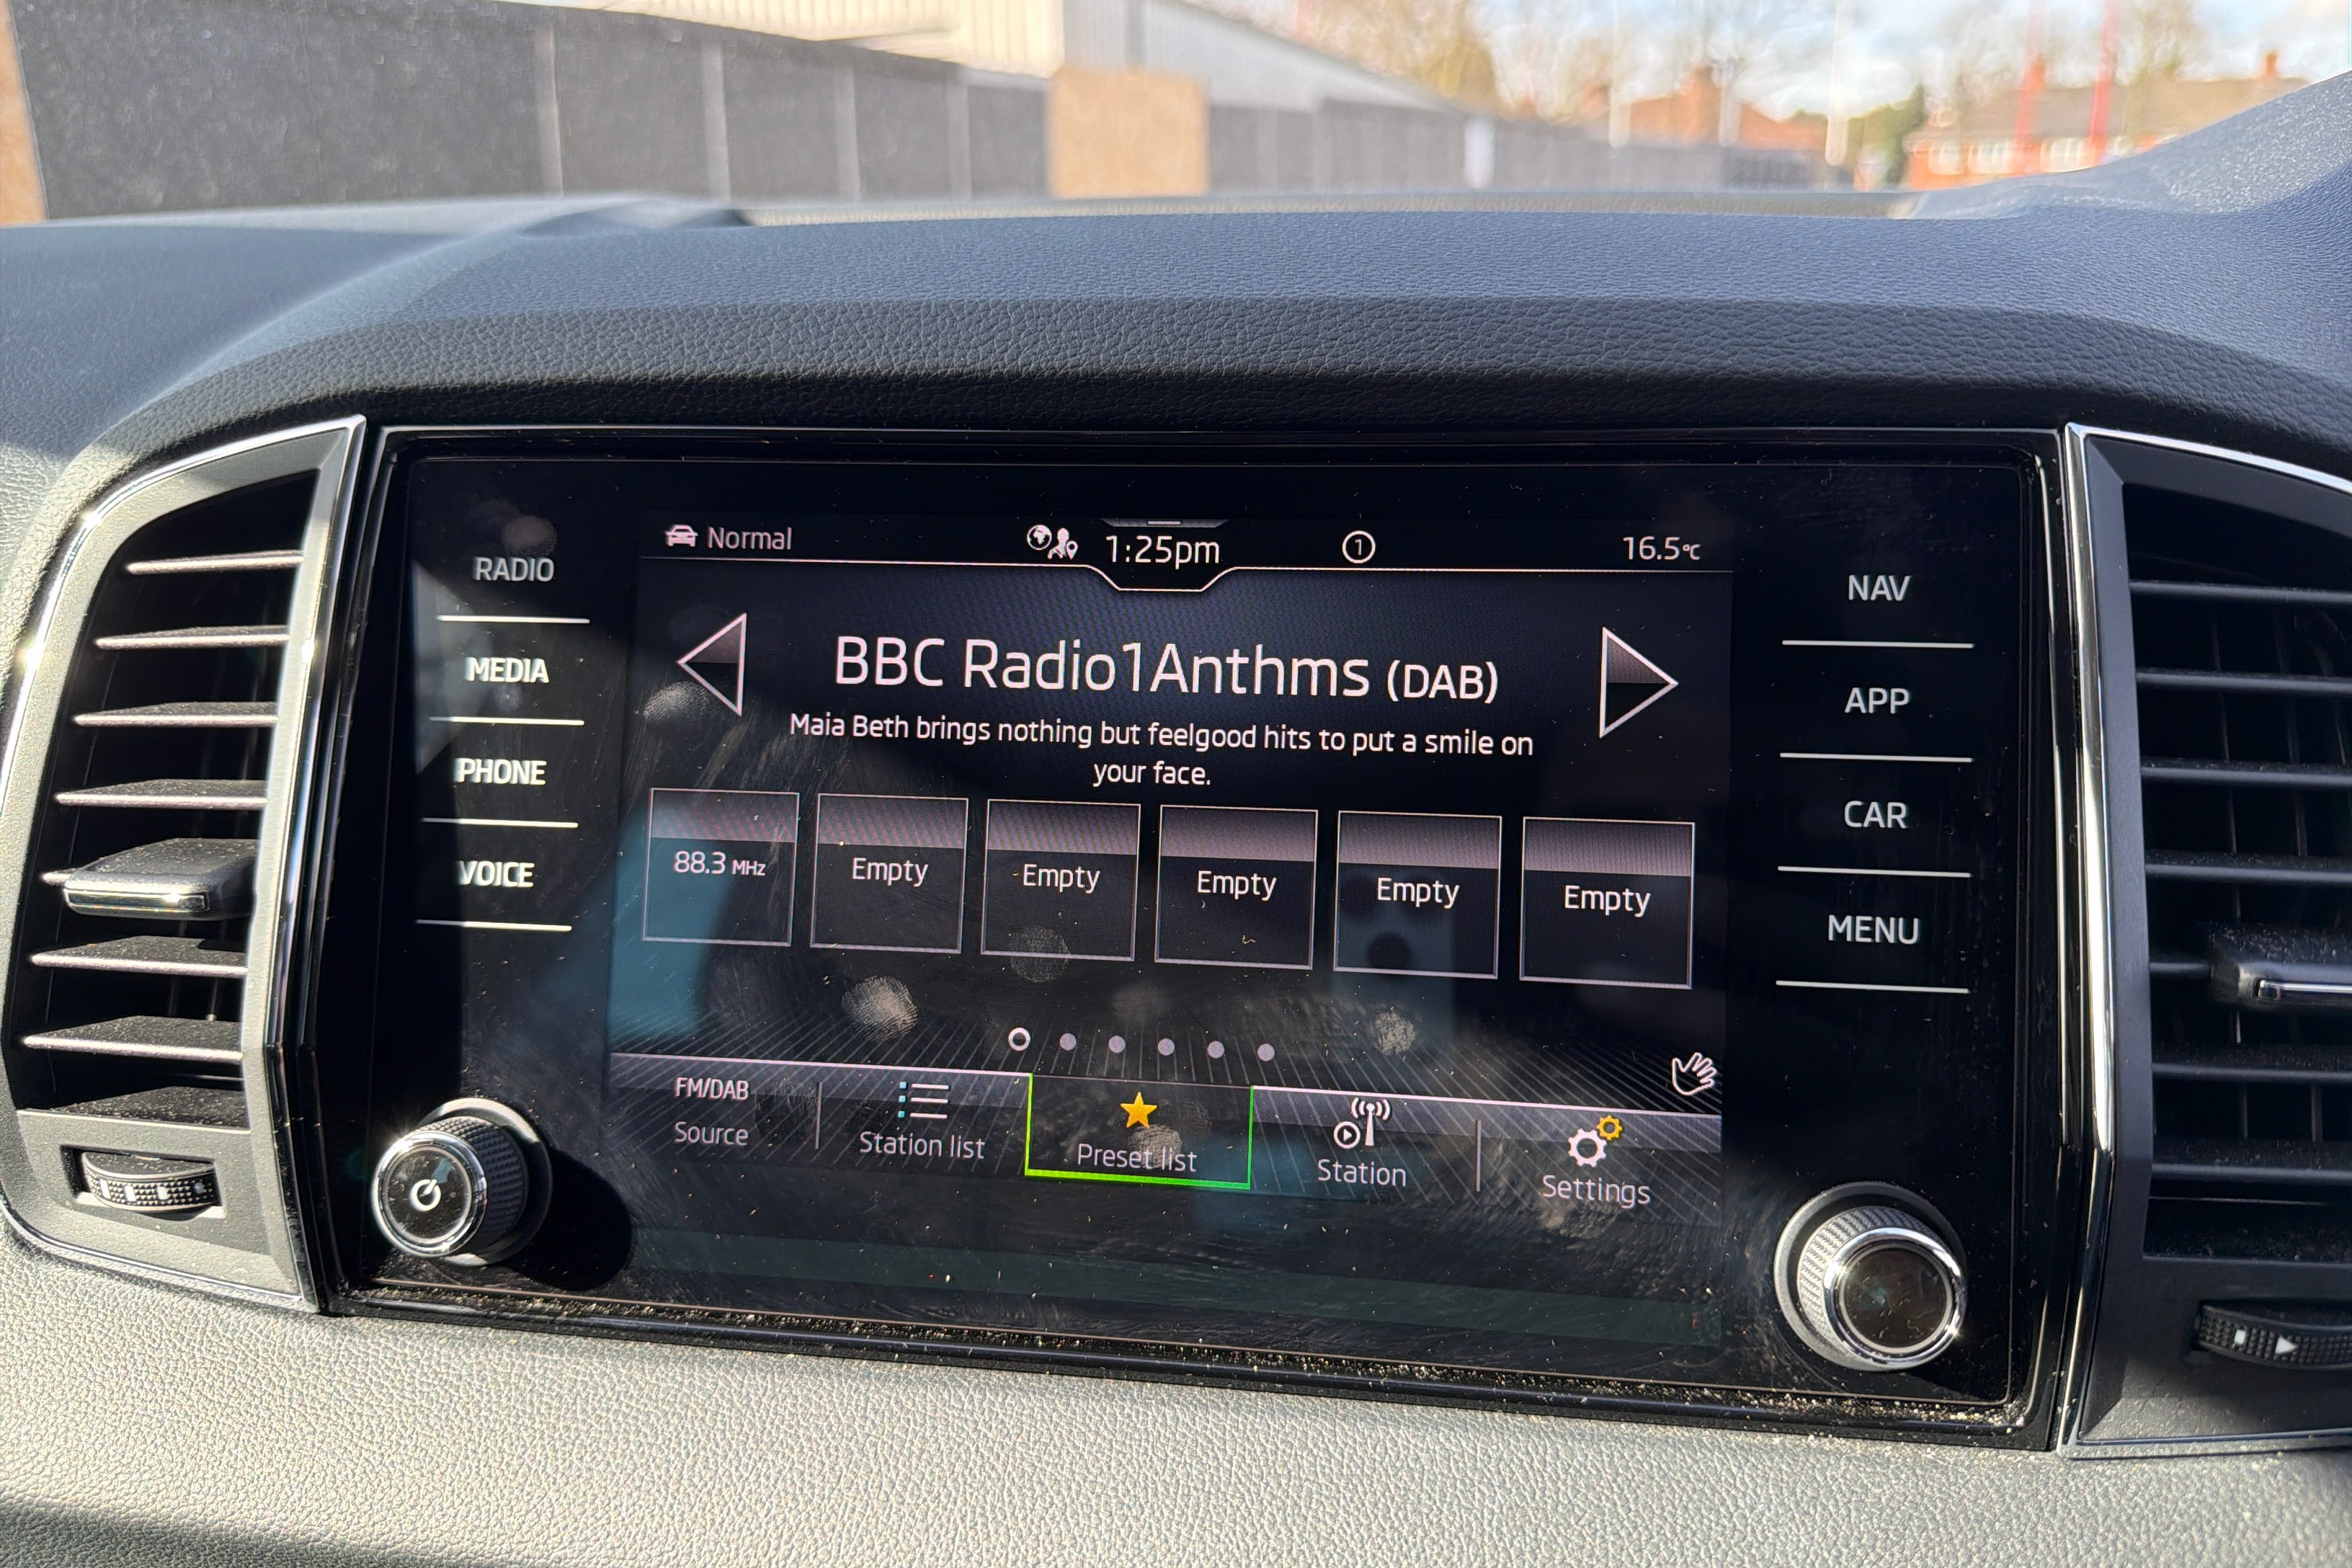 RADIO
MEDIA
PHONE
VOICE
Normal
1:25pm
1
16.5°C
BBC Radio1Anthms (DAB)
Maia Beth brings nothing but feelgood hits to put a smile on
your face.
88.3 MHz
Empty
Empty
Empty
Empty
Empty
FM/DAB
Source
Station list
Preset list
Station
Settings
NAV
APP
CAR
MENU